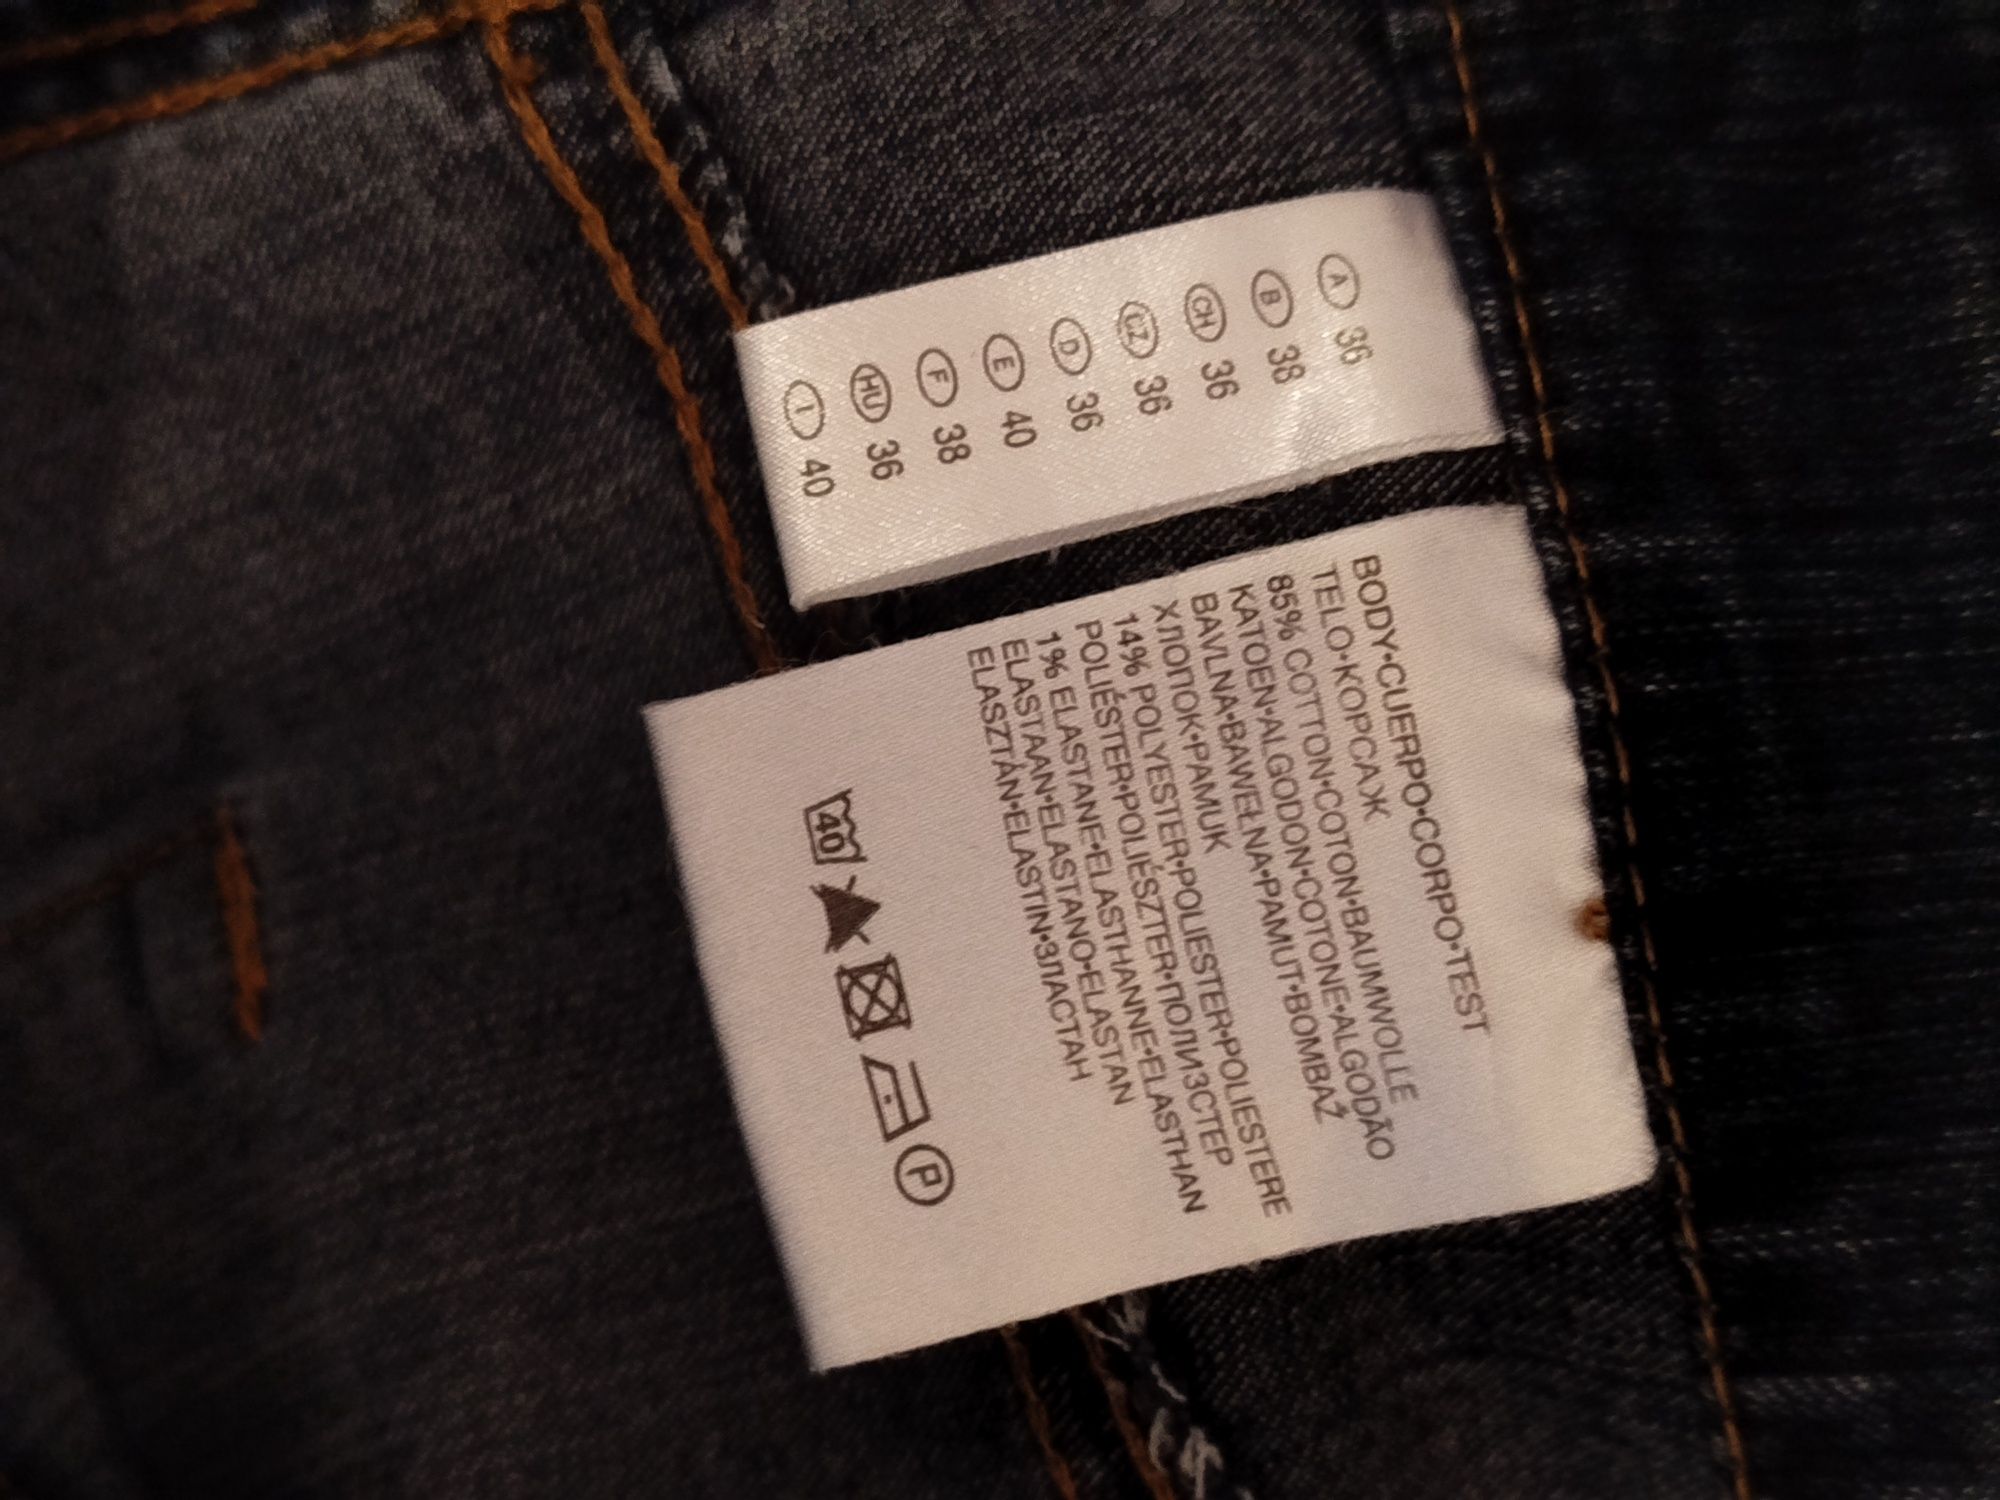 A 36
B 38
CH 36
CZ 36
D 36
E 40
F 38
HU 36
I 40
BODY•CUERPO•CORPO•TEST
TELO•КОРСАЖ
85% COTTON•COTON•BAUMWOLLE
KATOEN•ALGODON•COTONE•ALGODÃO
BAVLNA•BAWEŁNA•PAMUT•BOMBAŽ
ХЛОПОК•PAMUK
14% POLYESTER•POLIESTER•POLIESTERE
POLIÉSTER•POLIÉSZTER•ПОЛИЭСТЕР
1% ELASTANE•ELASTHANNE•ELASTHAN
ELASTAAN•ELASTANO•ELASTAN
ELASZTÁN•ELASTIN•ЭЛАСТАН
40 P